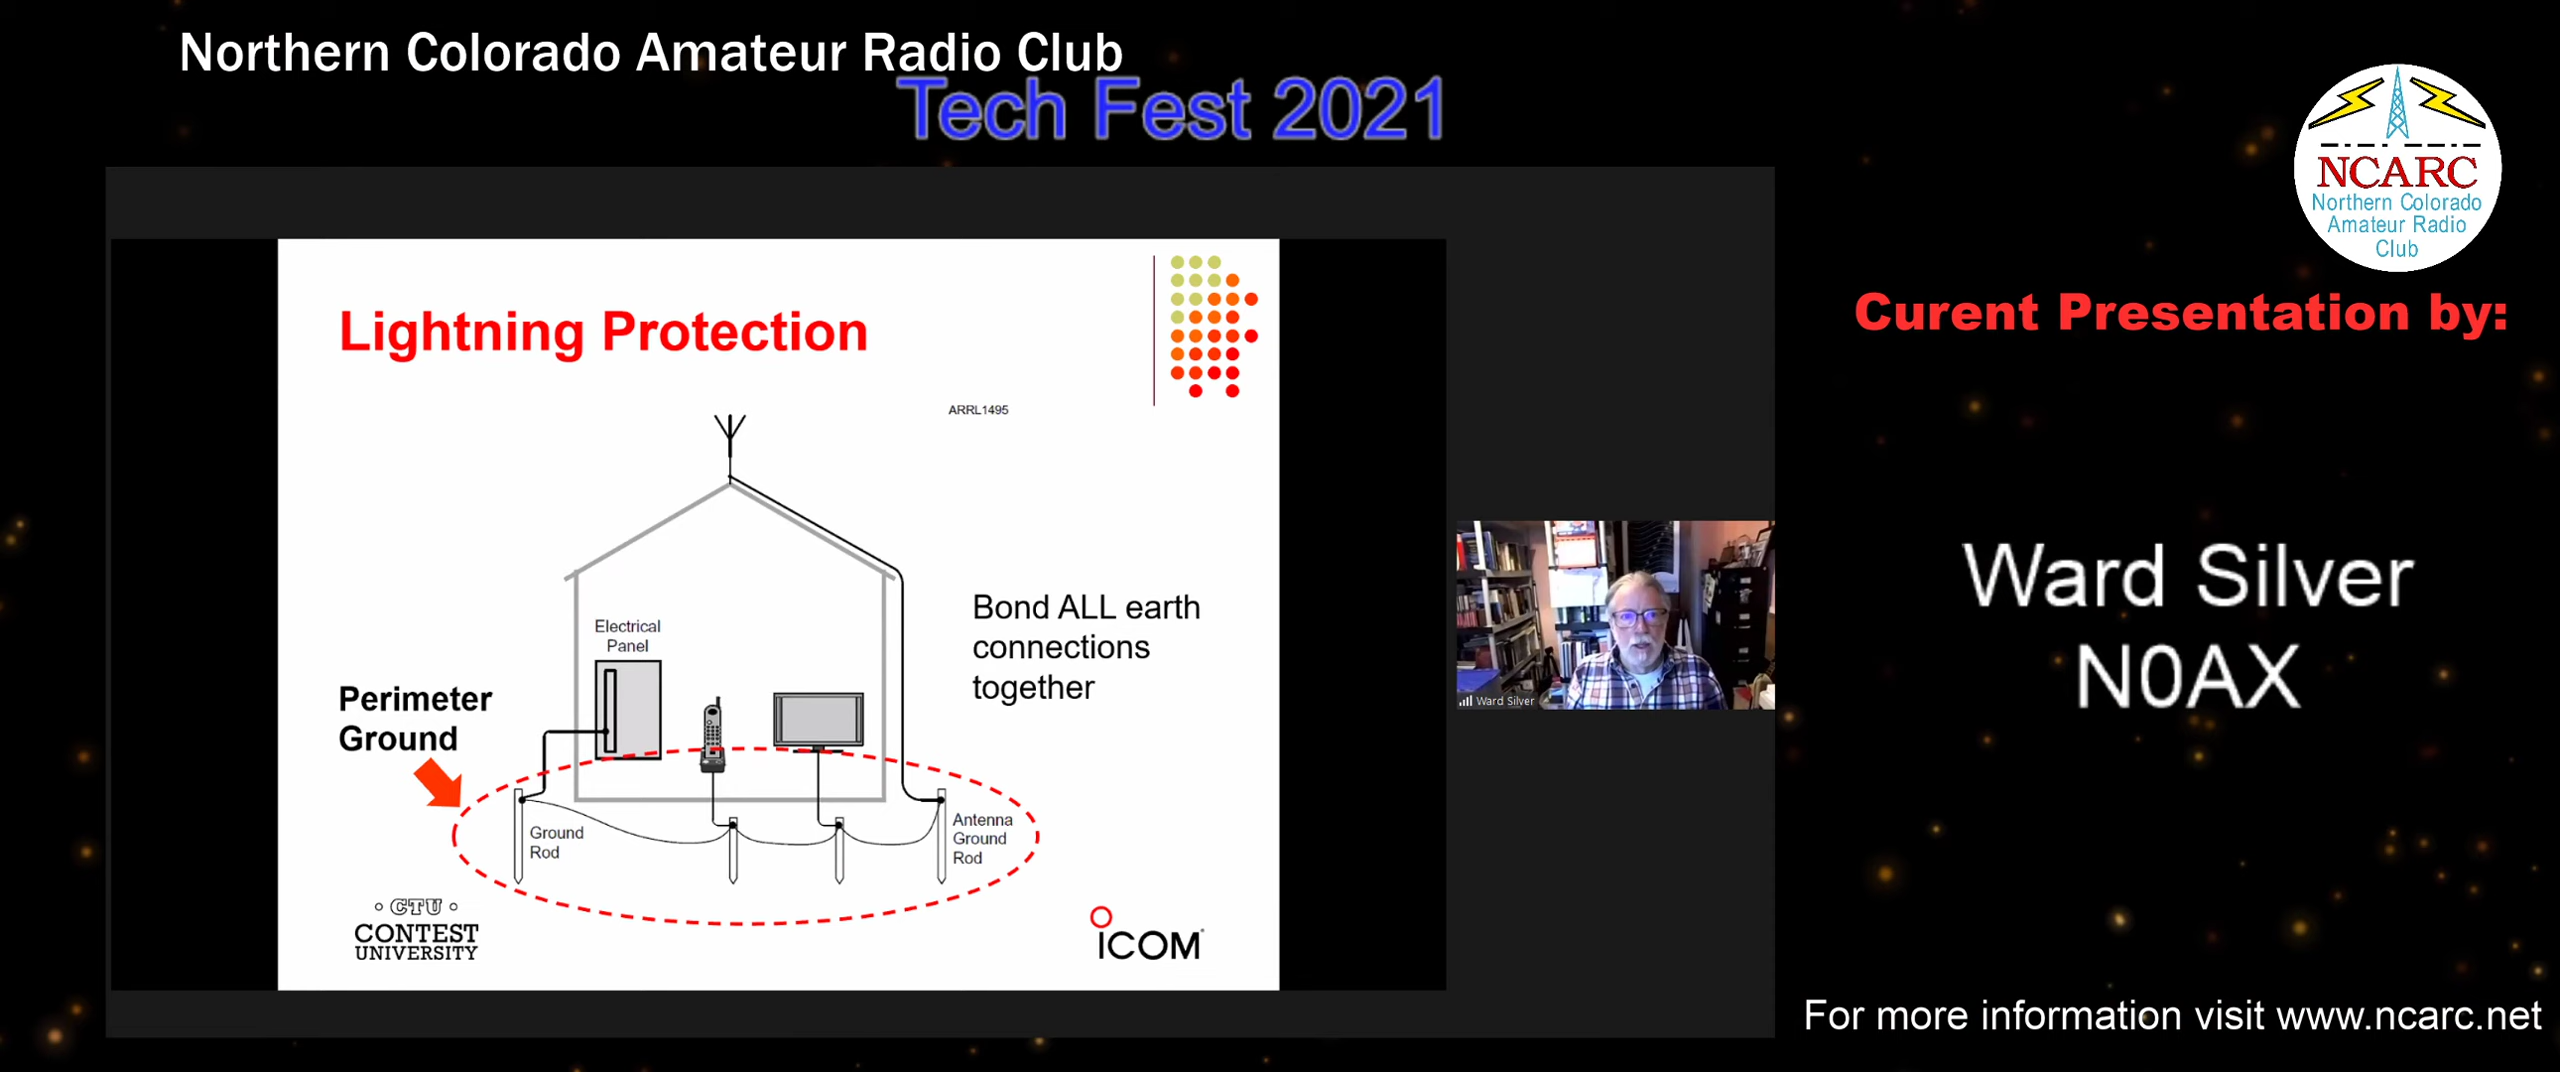 Northern Colorado Amateur Radio Club
Tech Fest 2021
NCARC
Northern Colorado
Amateur Radio
Club
Curent Presentation by:
Ward Silver
N0AX
For more information visit www.ncarc.net
Lightning Protection
ARRL1495
Electrical
Panel
Bond ALL earth
connections
together
Perimeter
Ground
Ground
Rod
Antenna
Ground
Rod
CTU
CONTEST
UNIVERSITY
ICOM
Ward Silver